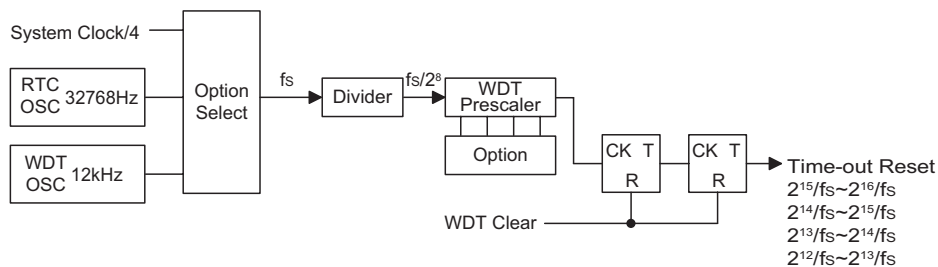 System Clock/4
RTC
OSC 32768Hz
WDT
OSC 12kHz
Option
Select
fS
Divider
fS/2⁸
WDT
Prescaler
Option
CK T
R
CK T
R
WDT Clear
Time-out Reset
2¹⁵/fS~2¹⁶/fS
2¹⁴/fS~2¹⁵/fS
2¹³/fS~2¹⁴/fS
2¹²/fS~2¹³/fS